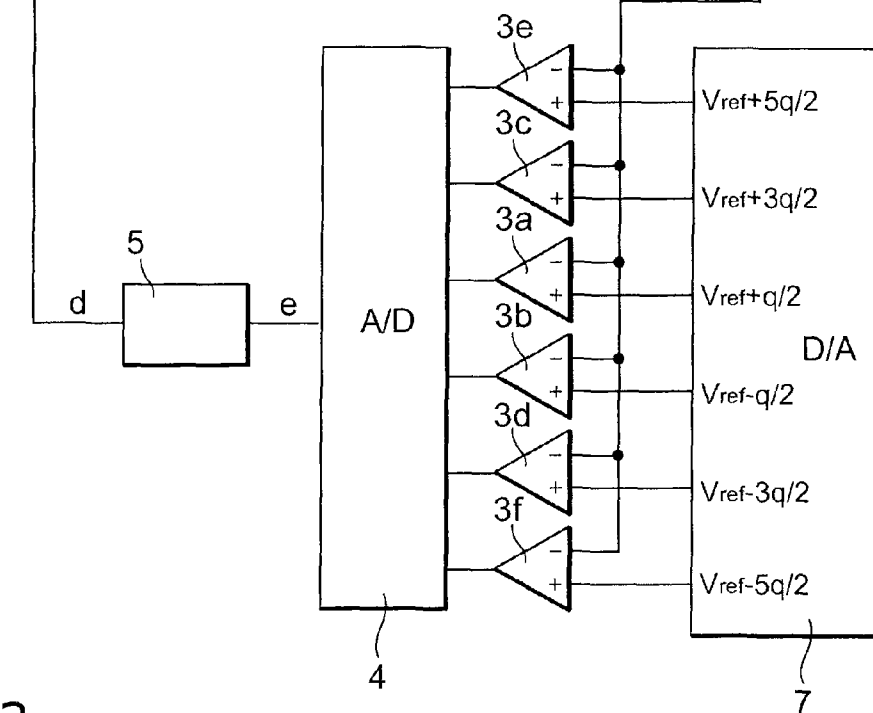 3e
- 
+
Vref+5q/2
3c
-
+
Vref+3q/2
3a
-
+
Vref+q/2
5
d
e
A/D
3b
-
+
D/A
Vref-q/2
3d
-
+
Vref-3q/2
3f
-
+
Vref-5q/2
4
7